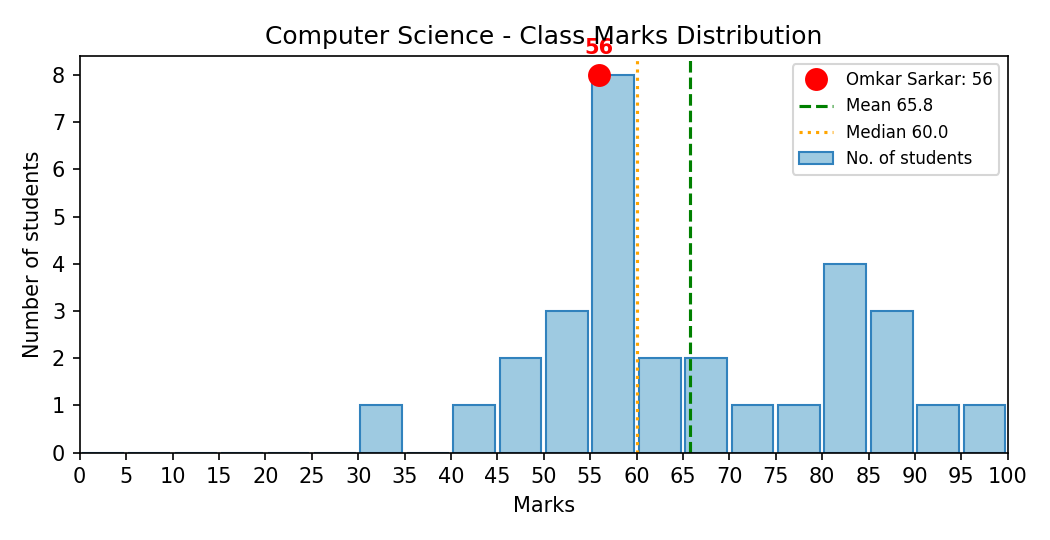 Computer Science - Class Marks Distribution
56
Omkar Sarkar: 56
Mean 65.8
Median 60.0
No. of students
Number of students
8
7
6
5
4
3
2
1
0
0 5 10 15 20 25 30 35 40 45 50 55 60 65 70 75 80 85 90 95 100
Marks